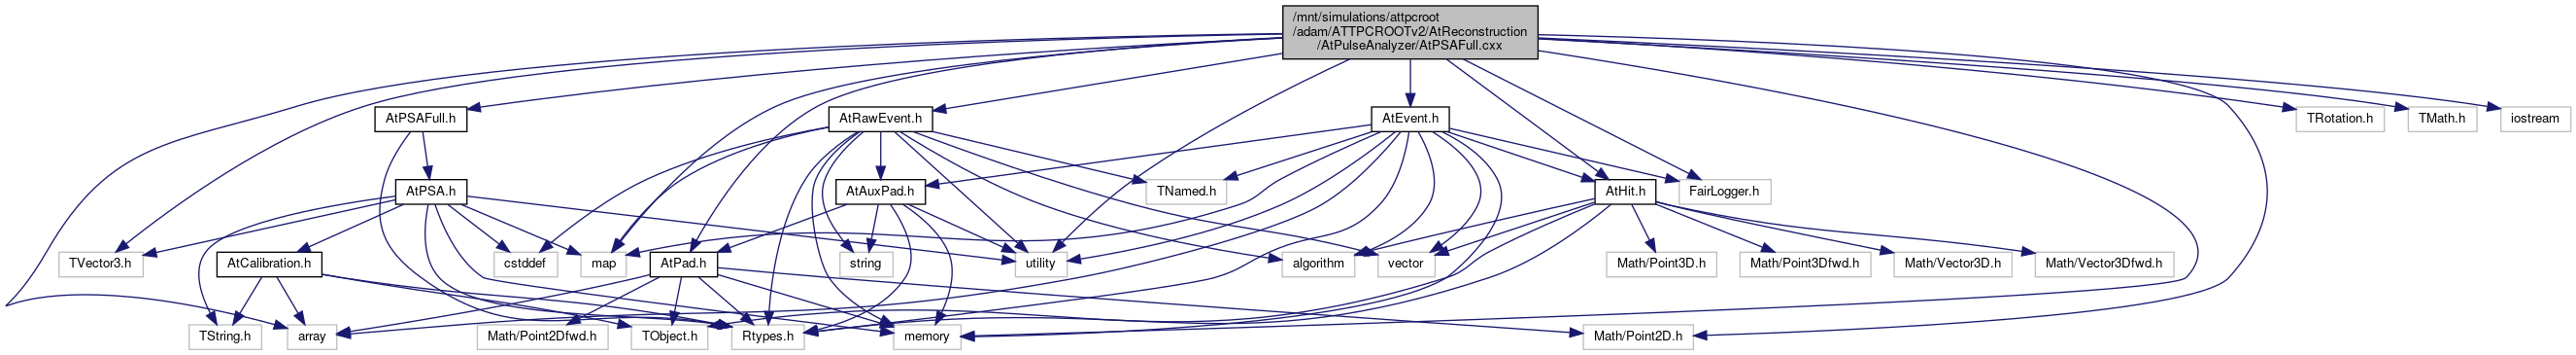 /mnt/simulations/attpcroot
/adam/ATTPCROOTv2/AtReconstruction
/AtPulseAnalyzer/AtPSAFull.cxx
AtPSAFull.h
AtRawEvent.h
AtEvent.h
TRotation.h
TMath.h
iostream
AtPSA.h
AtAuxPad.h
TNamed.h
AtHit.h
FairLogger.h
TVector3.h
AtCalibration.h
cstddef
map
AtPad.h
string
utility
algorithm
vector
Math/Point3D.h
Math/Point3Dfwd.h
Math/Vector3D.h
Math/Vector3Dfwd.h
TString.h
array
Math/Point2Dfwd.h
TObject.h
Rtypes.h
memory
Math/Point2D.h